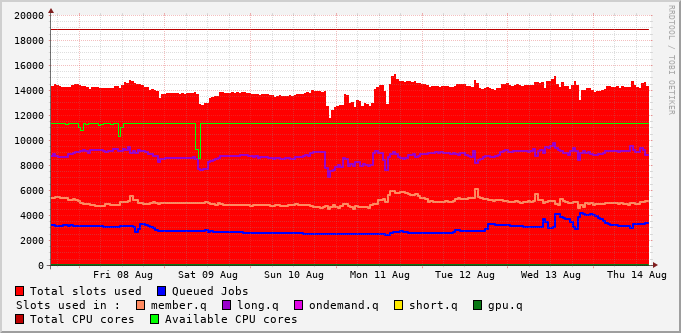 20000
18000
16000
14000
12000
10000
8000
6000
4000
2000
0
Fri 08 Aug Sat 09 Aug Sun 10 Aug Mon 11 Aug Tue 12 Aug Wed 13 Aug Thu 14 Aug
Total slots used Queued Jobs
Slots used in : member.q long.q ondemand.q short.q gpu.q
Total CPU cores Available CPU cores
RRDTOOL / TOBI OETIKER